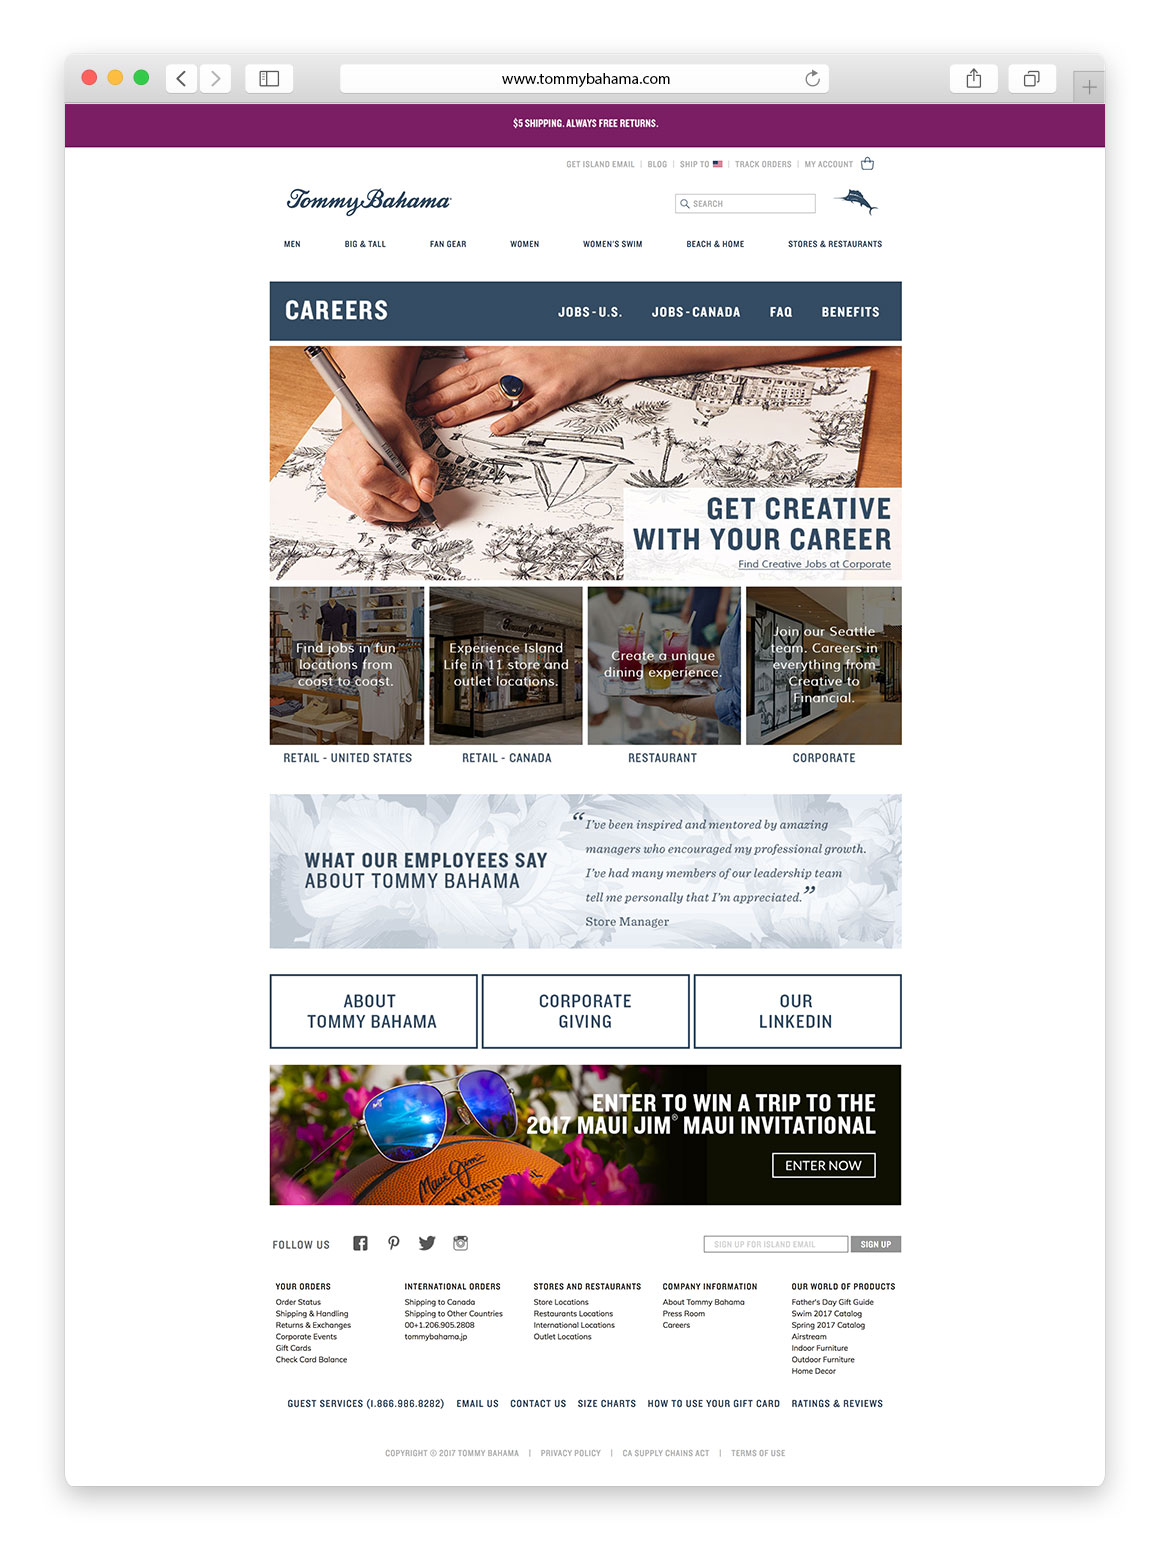 www.tommybahama.com
$5 SHIPPING. ALWAYS FREE RETURNS.
GET ISLAND EMAIL | BLOG | SHIP TO | TRACK ORDERS | MY ACCOUNT
Tommy Bahama
SEARCH
MEN BIG & TALL FAN GEAR WOMEN WOMEN'S SWIM BEACH & HOME STORES & RESTAURANTS
CAREERS JOBS - U.S. JOBS - CANADA FAQ BENEFITS
GET CREATIVE
WITH YOUR CAREER
Find Creative Jobs at Corporate
Find jobs in fun
locations from
coast to coast.
Experience Island
Life in 11 store and
outlet locations.
Create a unique
dining experience.
Join our Seattle
team. Careers in
everything from
Creative to
Financial.
RETAIL - UNITED STATES
RETAIL - CANADA
RESTAURANT
CORPORATE
WHAT OUR EMPLOYEES SAY
ABOUT TOMMY BAHAMA
“I've been inspired and mentored by amazing
managers who encouraged my professional growth.
I've had many members of our leadership team
tell me personally that I'm appreciated.”
Store Manager
ABOUT
TOMMY BAHAMA
CORPORATE
GIVING
OUR
LINKEDIN
ENTER TO WIN A TRIP TO THE
2017 MAUI JIM® MAUI INVITATIONAL
ENTER NOW
Maui Jim
FOLLOW US
SIGN UP FOR ISLAND EMAIL SIGN UP
YOUR ORDERS
Order Status
Shipping & Handling
Returns & Exchanges
Corporate Events
Gift Cards
Check Card Balance
INTERNATIONAL ORDERS
Shipping to Canada
Shipping to Other Countries
00+1.206.905.2808
tommybahama.jp
STORES AND RESTAURANTS
Store Locations
Restaurants Locations
International Locations
Outlet Locations
COMPANY INFORMATION
About Tommy Bahama
Press Room
Careers
OUR WORLD OF PRODUCTS
Father's Day Gift Guide
Swim 2017 Catalog
Spring 2017 Catalog
Airstream
Indoor Furniture
Outdoor Furniture
Home Decor
GUEST SERVICES (1.866.986.8282) EMAIL US CONTACT US SIZE CHARTS HOW TO USE YOUR GIFT CARD RATINGS & REVIEWS
COPYRIGHT © 2017 TOMMY BAHAMA | PRIVACY POLICY | CA SUPPLY CHAINS ACT | TERMS OF USE